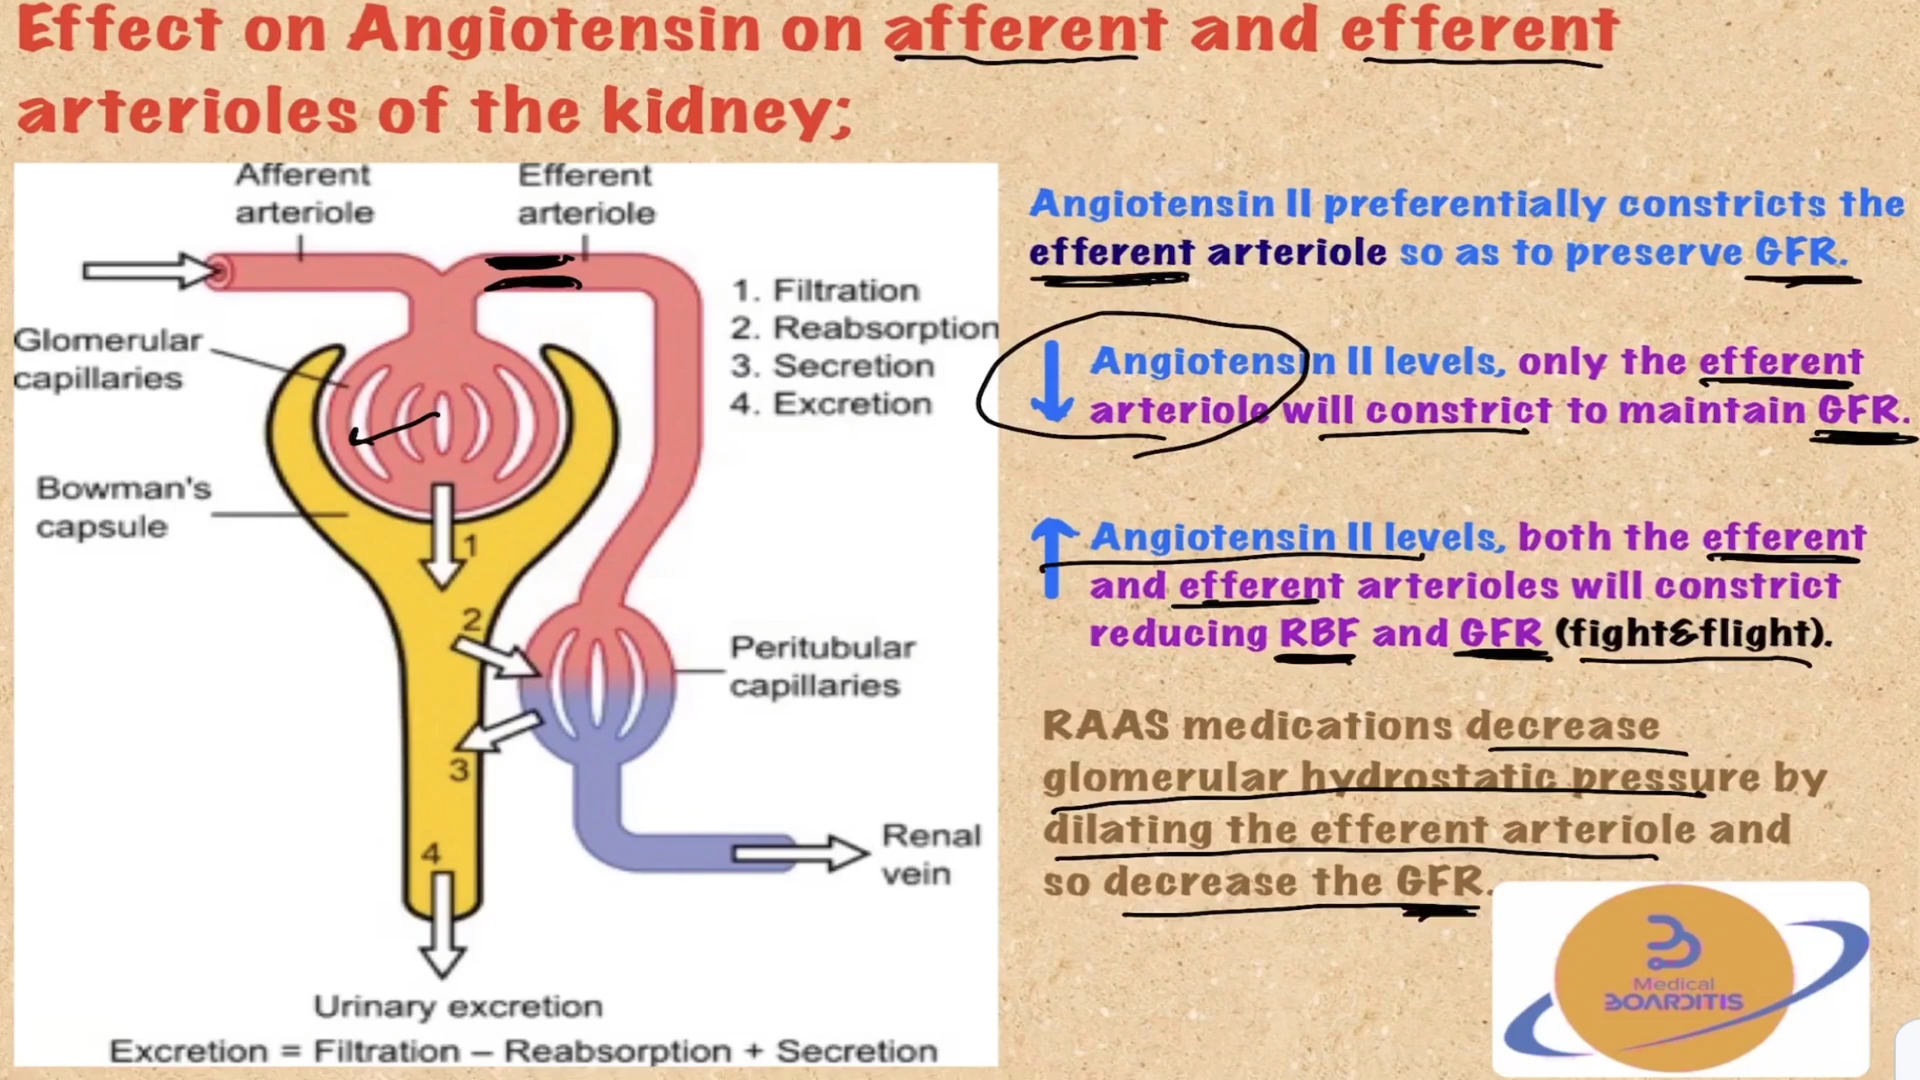 Effect on Angiotensin on afferent and efferent
arterioles of the kidney;
Afferent
arteriole
Efferent
arteriole
1. Filtration
2. Reabsorption
3. Secretion
4. Excretion
Glomerular
capillaries
Bowman's
capsule
1
2
3
4
Peritubular
capillaries
Renal
vein
Urinary excretion
Excretion = Filtration – Reabsorption + Secretion
Angiotensin II preferentially constricts the
efferent arteriole so as to preserve GFR.
↓ Angiotensin II levels, only the efferent
arteriole will constrict to maintain GFR.
↑ Angiotensin II levels, both the efferent
and efferent arterioles will constrict
reducing RBF and GFR (fight&flight).
RAAS medications decrease
glomerular hydrostatic pressure by
dilating the efferent arteriole and
so decrease the GFR.
Medical
BOARDITIS